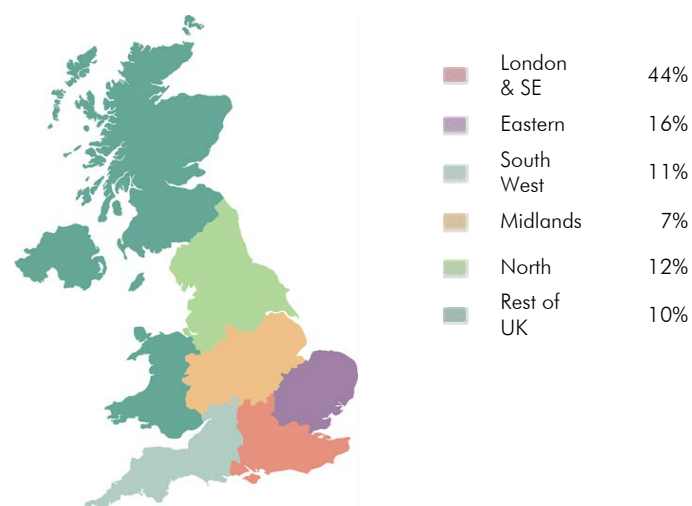 London
& SE 44%
Eastern 16%
South
West 11%
Midlands 7%
North 12%
Rest of
UK 10%